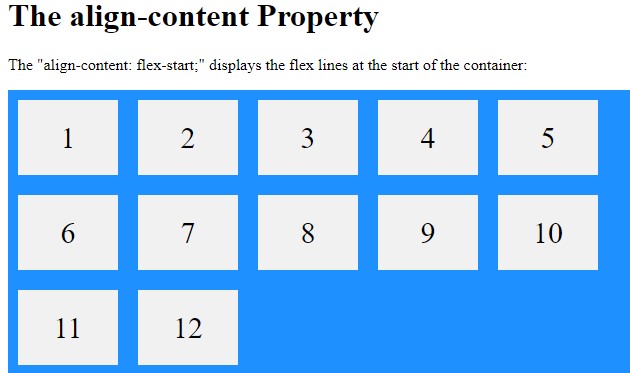 The align-content Property
The "align-content: flex-start;" displays the flex lines at the start of the container:
1 2 3 4 5
6 7 8 9 10
11 12